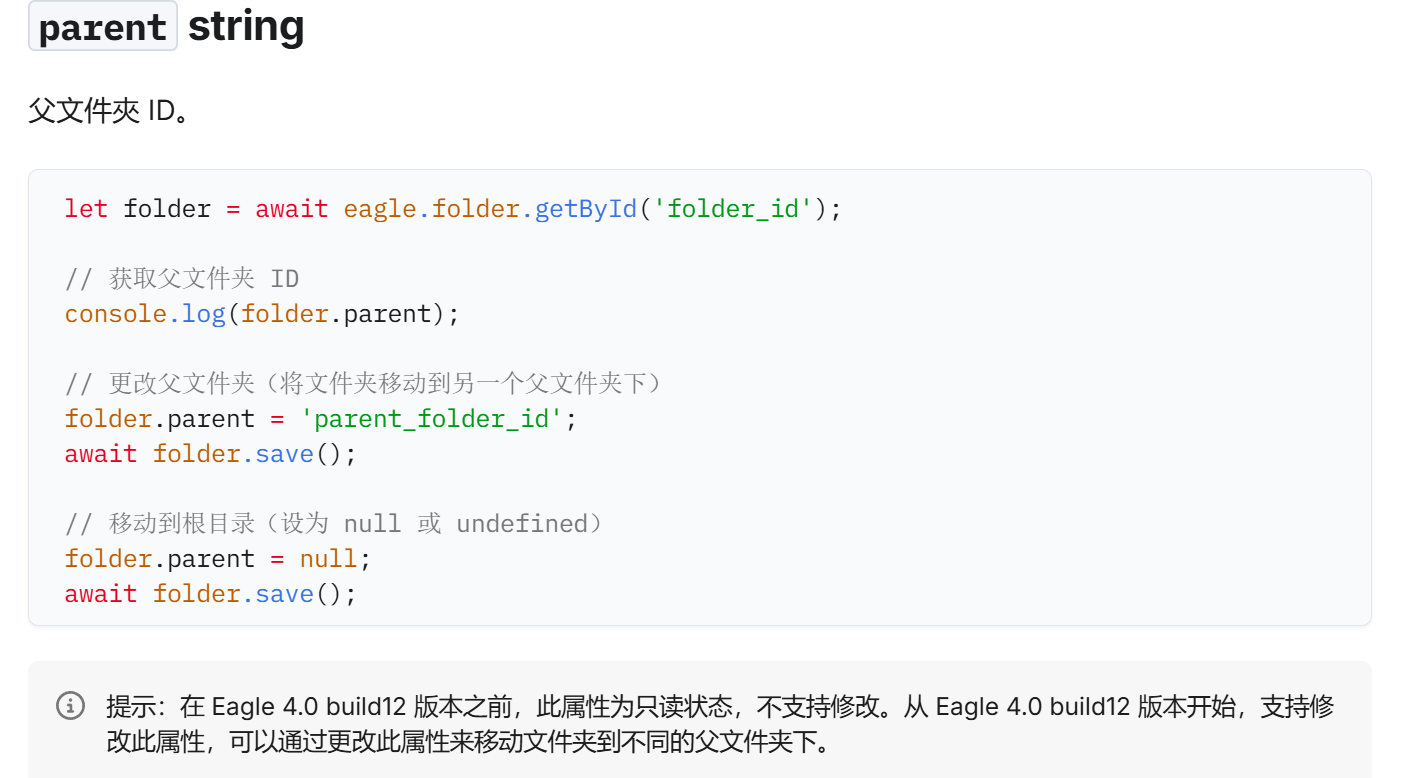 parent string
父文件夾 ID。
let folder = await eagle.folder.getById('folder_id');
// 获取父文件夹 ID
console.log(folder.parent);
// 更改父文件夹（将文件夹移动到另一个父文件夹下）
folder.parent = 'parent_folder_id';
await folder.save();
// 移动到根目录（设为 null 或 undefined）
folder.parent = null;
await folder.save();
提示：在 Eagle 4.0 build12 版本之前，此属性为只读状态，不支持修改。从 Eagle 4.0 build12 版本开始，支持修
改此属性，可以通过更改此属性来移动文件夹到不同的父文件夹下。